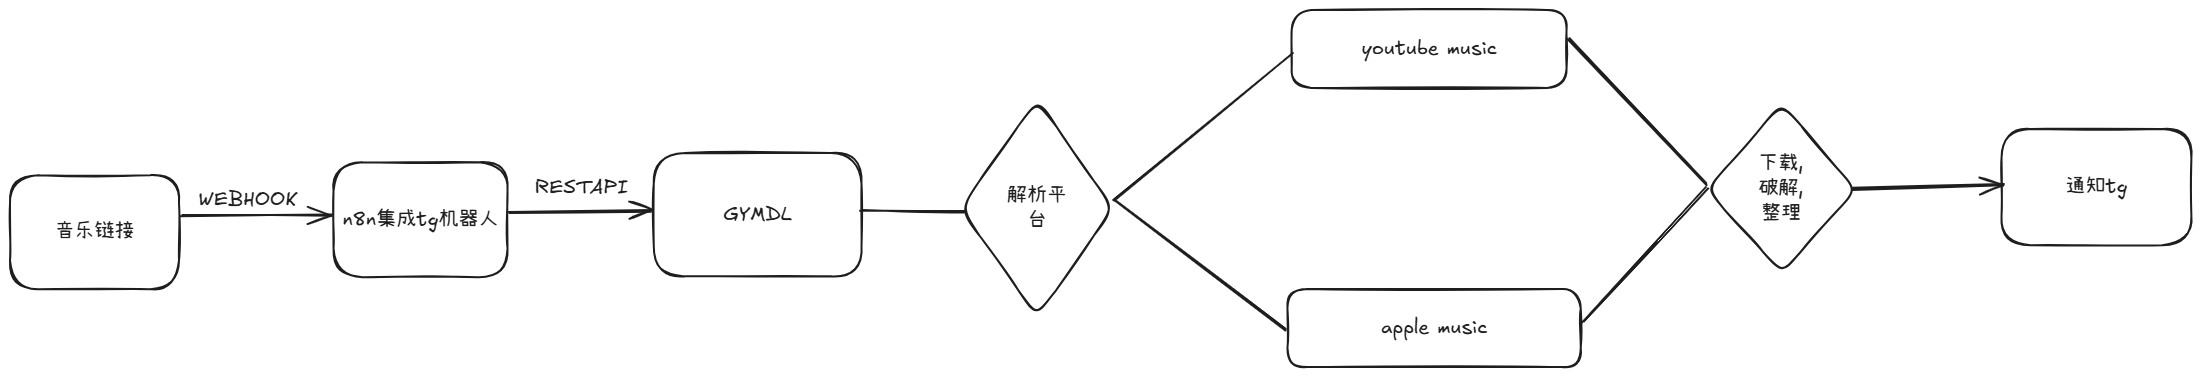 音乐链接
WEBHOOK
n8n集成tg机器人
RESTAPI
GYMDL
解析平
台
youtube music
apple music
下载,
破解,
整理
通知tg